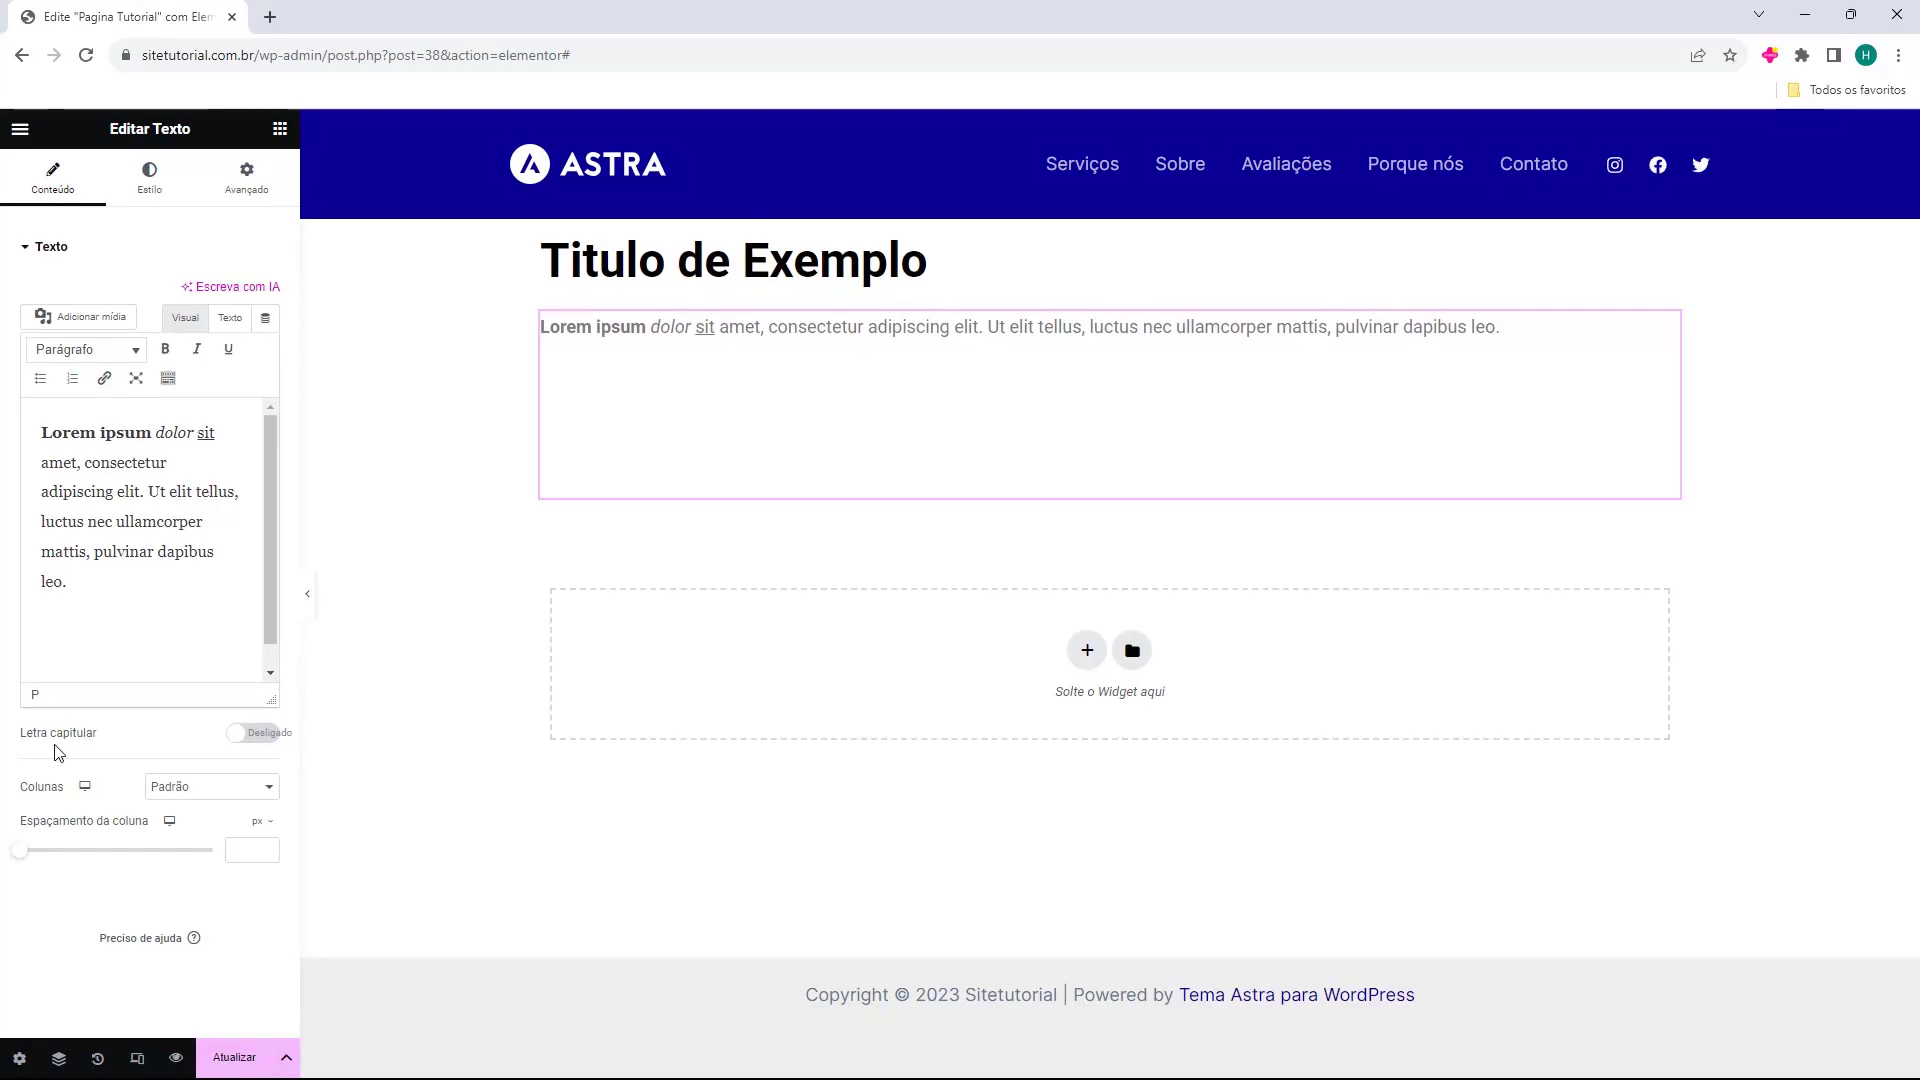 Edite "Pagina Tutorial" com Elen
sitetutorial.com.br/wp-admin/post.php?post=38&action=elementor#
H
Todos os favoritos
Editar Texto
Conteúdo
Estilo
Avançado
Texto
Escreva com IA
Adicionar mídia
Visual
Texto
Parágrafo
B
I
U
Lorem ipsum dolor sit
amet, consectetur
adipiscing elit. Ut elit tellus,
luctus nec ullamcorper
mattis, pulvinar dapibus
leo.
P
Letra capitular
Desligado
Colunas
Padrão
Espaçamento da coluna
px
Preciso de ajuda
Atualizar
ASTRA
Serviços
Sobre
Avaliações
Porque nós
Contato
Titulo de Exemplo
Lorem ipsum dolor sit amet, consectetur adipiscing elit. Ut elit tellus, luctus nec ullamcorper mattis, pulvinar dapibus leo.
Solte o Widget aqui
Copyright © 2023 Sitetutorial | Powered by Tema Astra para WordPress